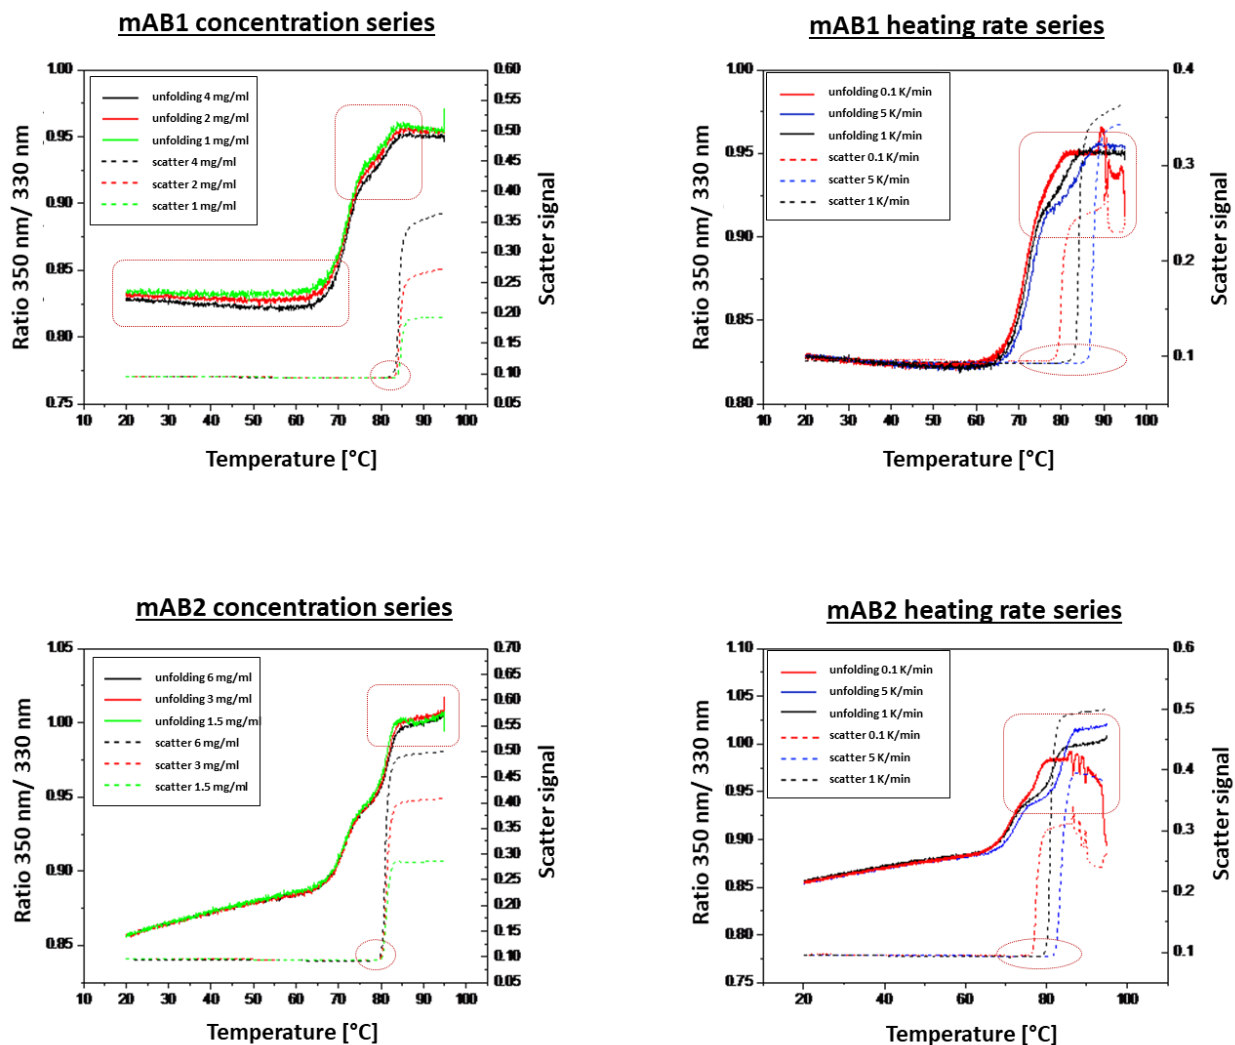 mAB1 concentration series
1.00
0.95
0.90
0.85
0.80
0.75
Ratio 350 nm/ 330 nm
unfolding 4 mg/ml
unfolding 2 mg/ml
unfolding 1 mg/ml
scatter 4 mg/ml
scatter 2 mg/ml
scatter 1 mg/ml
0.60
0.55
0.50
0.45
0.40
0.35
0.30
0.25
0.20
0.15
0.10
0.05
Scatter signal
10 20 30 40 50 60 70 80 90 100
Temperature [°C]
mAB1 heating rate series
1.00
0.95
0.90
0.85
0.80
Ratio 350 nm/ 330 nm
unfolding 0.1 K/min
unfolding 5 K/min
unfolding 1 K/min
scatter 0.1 K/min
scatter 5 K/min
scatter 1 K/min
0.4
0.3
0.2
0.1
Scatter signal
10 20 30 40 50 60 70 80 90 100
Temperature [°C]
mAB2 concentration series
1.05
1.00
0.95
0.90
0.85
Ratio 350 nm/ 330 nm
unfolding 6 mg/ml
unfolding 3 mg/ml
unfolding 1.5 mg/ml
scatter 6 mg/ml
scatter 3 mg/ml
scatter 1.5 mg/ml
0.70
0.65
0.60
0.55
0.50
0.45
0.40
0.35
0.30
0.25
0.20
0.15
0.10
0.05
Scatter signal
10 20 30 40 50 60 70 80 90 100
Temperature [°C]
mAB2 heating rate series
1.10
1.05
1.00
0.95
0.90
0.85
0.80
0.75
Ratio 350 nm/ 330 nm
unfolding 0.1 K/min
unfolding 5 K/min
unfolding 1 K/min
scatter 0.1 K/min
scatter 5 K/min
scatter 1 K/min
0.6
0.5
0.4
0.3
0.2
0.1
Scatter signal
20 40 60 80 100
Temperature [°C]